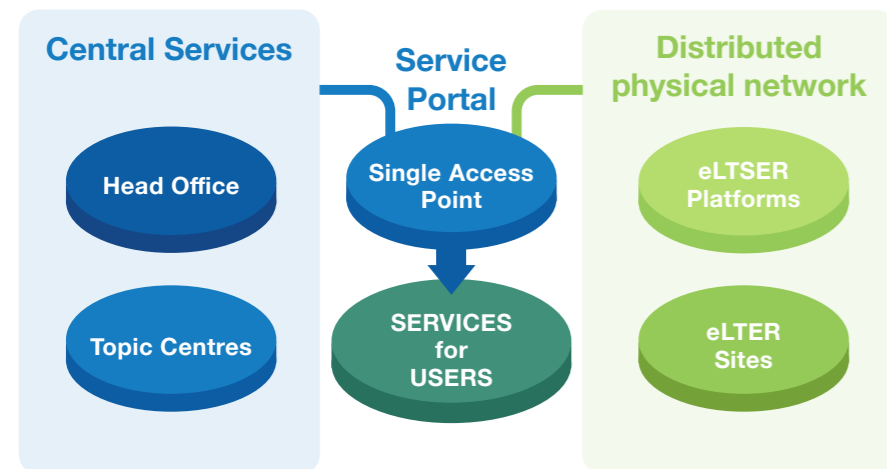 Central Services
Head Office
Topic Centres
Service
Portal
Single Access
Point
SERVICES
for
USERS
Distributed
physical network
eLTSER
Platforms
eLTER
Sites